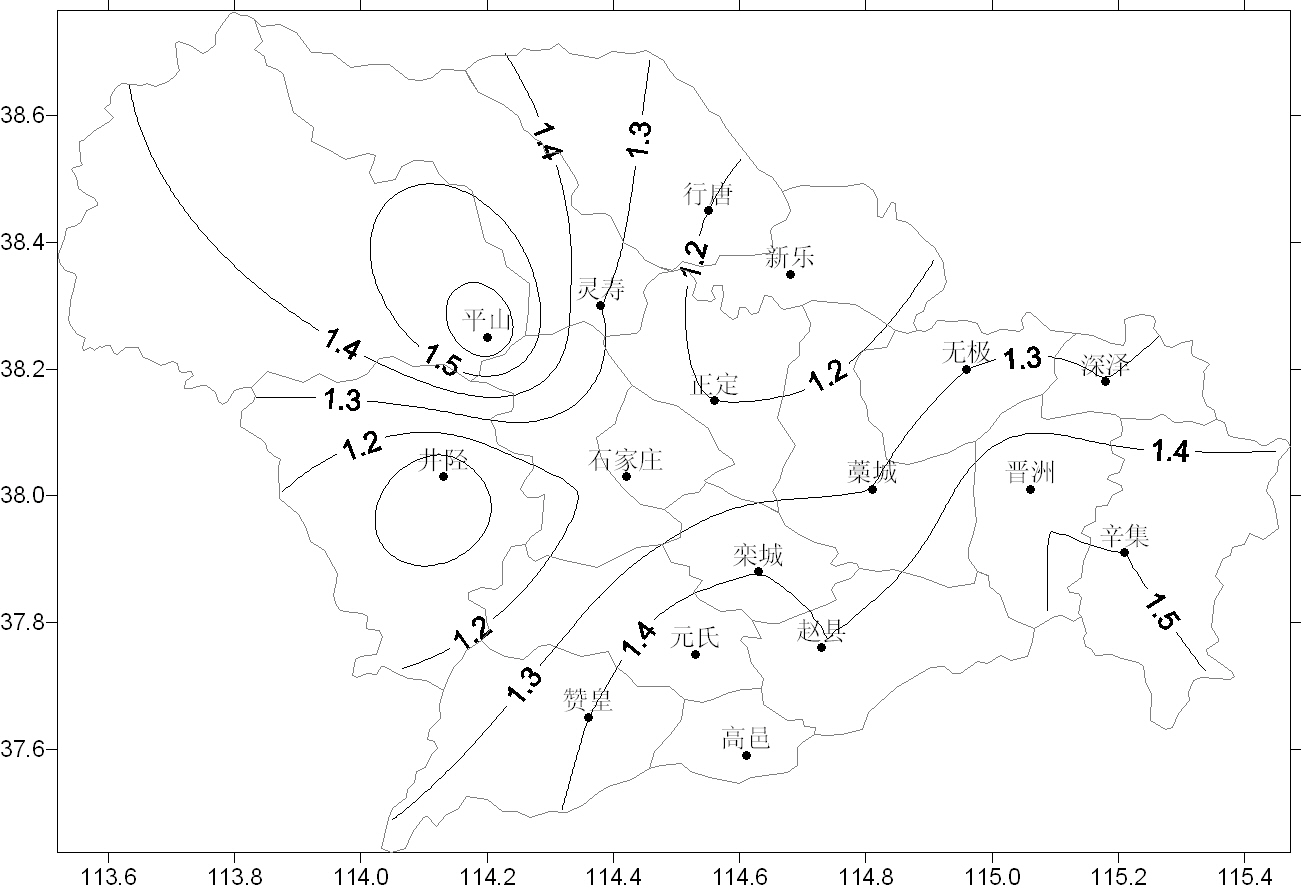 38.6
38.4
38.2
38.0
37.8
37.6
1.4
1.3
行唐
1.2
新乐
灵寿
平山
1.4
1.5
无极
1.3
深泽
1.2
正定
1.3
1.2
井陉
石家庄
1.4
藁城
晋洲
辛集
栾城
1.5
1.2
1.4
元氏
赵县
1.3
赞皇
高邑
113.6 113.8 114.0 114.2 114.4 114.6 114.8 115.0 115.2 115.4